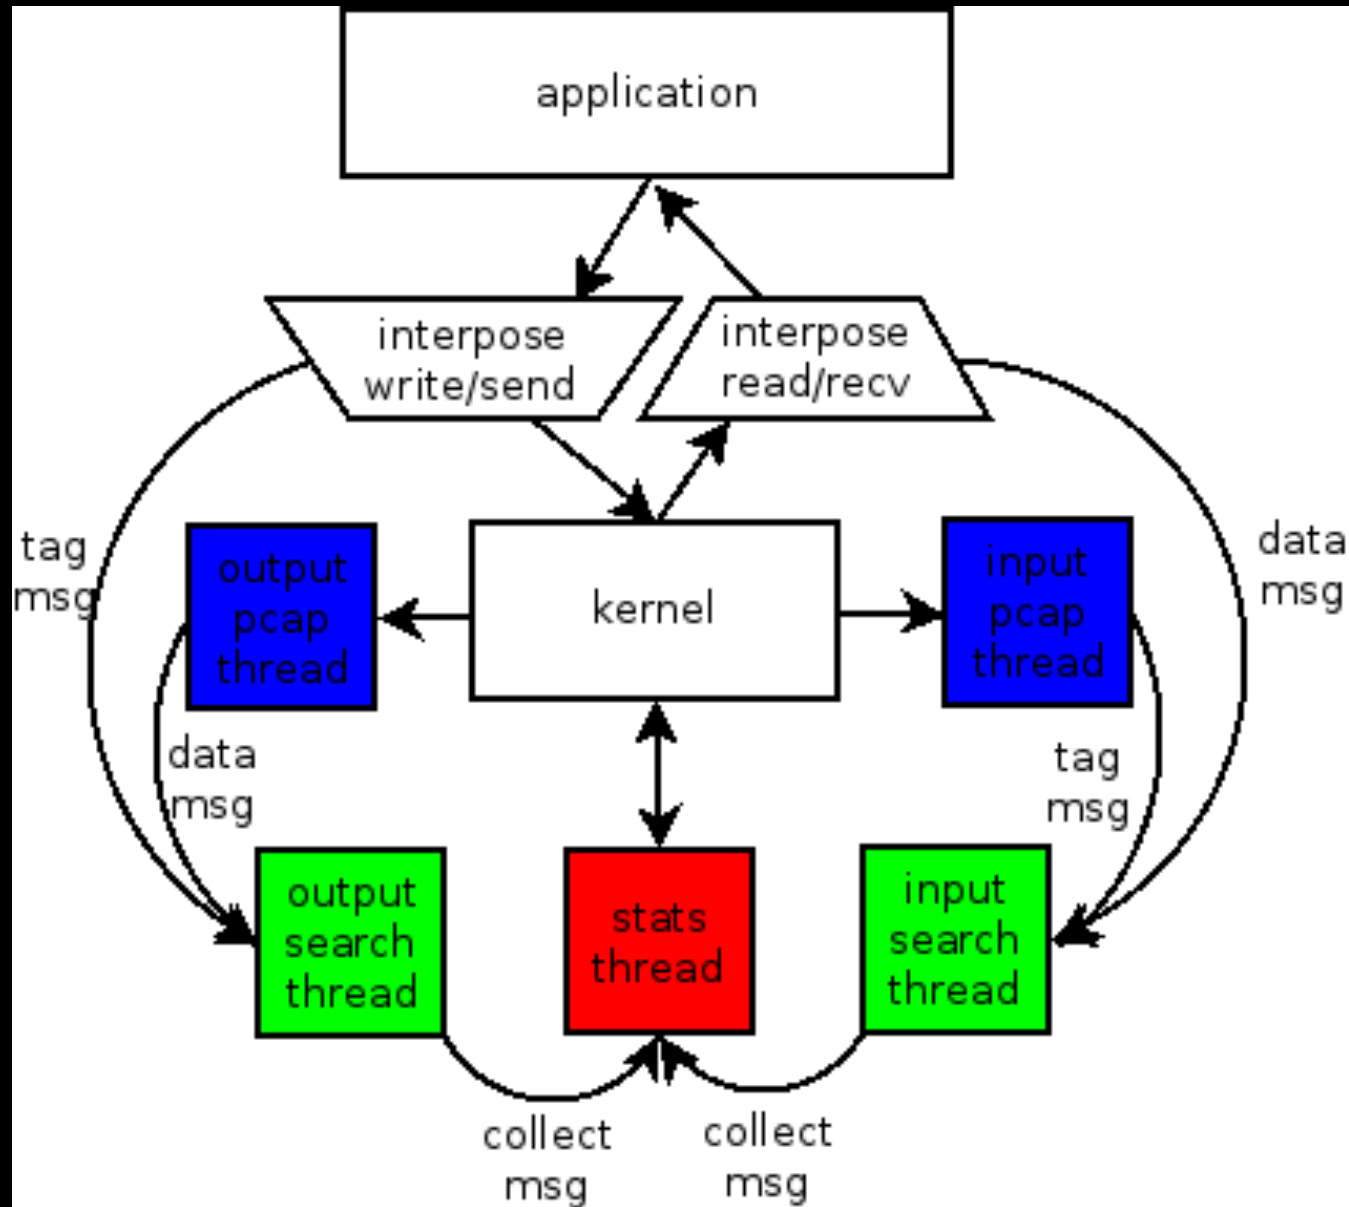 application
interpose
write/send
interpose
read/recv
tag
msg
output
pcap
thread
kernel
input
pcap
thread
data
msg
data
msg
tag
msg
output
search
thread
stats
thread
input
search
thread
collect
msg
collect
msg